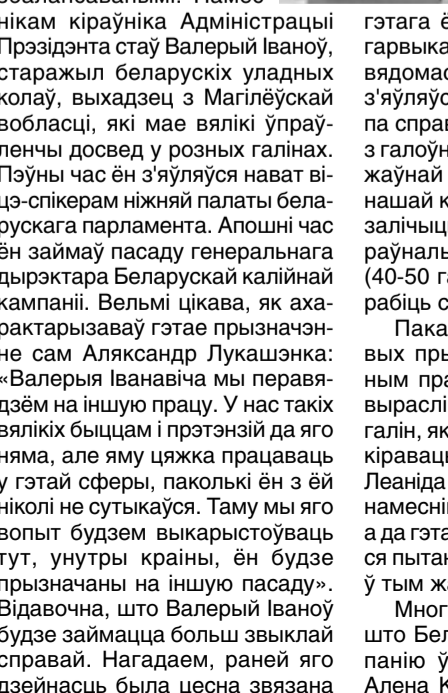 нікам кіраўніка Адміністрацыі
Прэзідэнта стаў Валерый Іваноў,
старажыл беларускіх уладных
колаў, выхадзец з Магілёўскай
вобласці, які мае вялікі ўпраў-
ленчы досвед у розных галінах.
Пэўны час ён з'яўляўся нават ві-
цэ-спікерам ніжняй палаты бела-
рускага парламента. Апошні час
ён займаў пасаду генеральнага
дырэктара Беларускай калійнай
кампаніі. Вельмі цікава, як аха-
рактарызаваў гэтае прызначэн-
не сам Аляксандр Лукашэнка:
«Валерыя Іванавіча мы перавя-
дзём на іншую працу. У нас такіх
вялікіх быццам і прэтэнзій да яго
няма, але яму цяжка працаваць
у гэтай сферы, паколькі ён з ёй
ніколі не сутыкаўся. Таму мы яго
вопыт будзем выкарыстоўваць
тут, унутры краіны, ён будзе
прызначаны на іншую пасаду».
Відавочна, што Валерый Іваноў
будзе займацца больш звыклай
справай. Нагадаем, раней яго
дзейнасць была цесна звязана
гэтага ё
гарвыка
вядомас
з'яўляўс
па справ
з галоўн
жаўнай
нашай к
залічыц
раўналь
(40-50 г
рабіць с
Пака
вых пры
ным пра
выраслі
галін, як
кіраваць
Леаніда
намесні
а да гэта
ся пытан
ў тым жа
Мног
што Бел
панію ў
Алена К